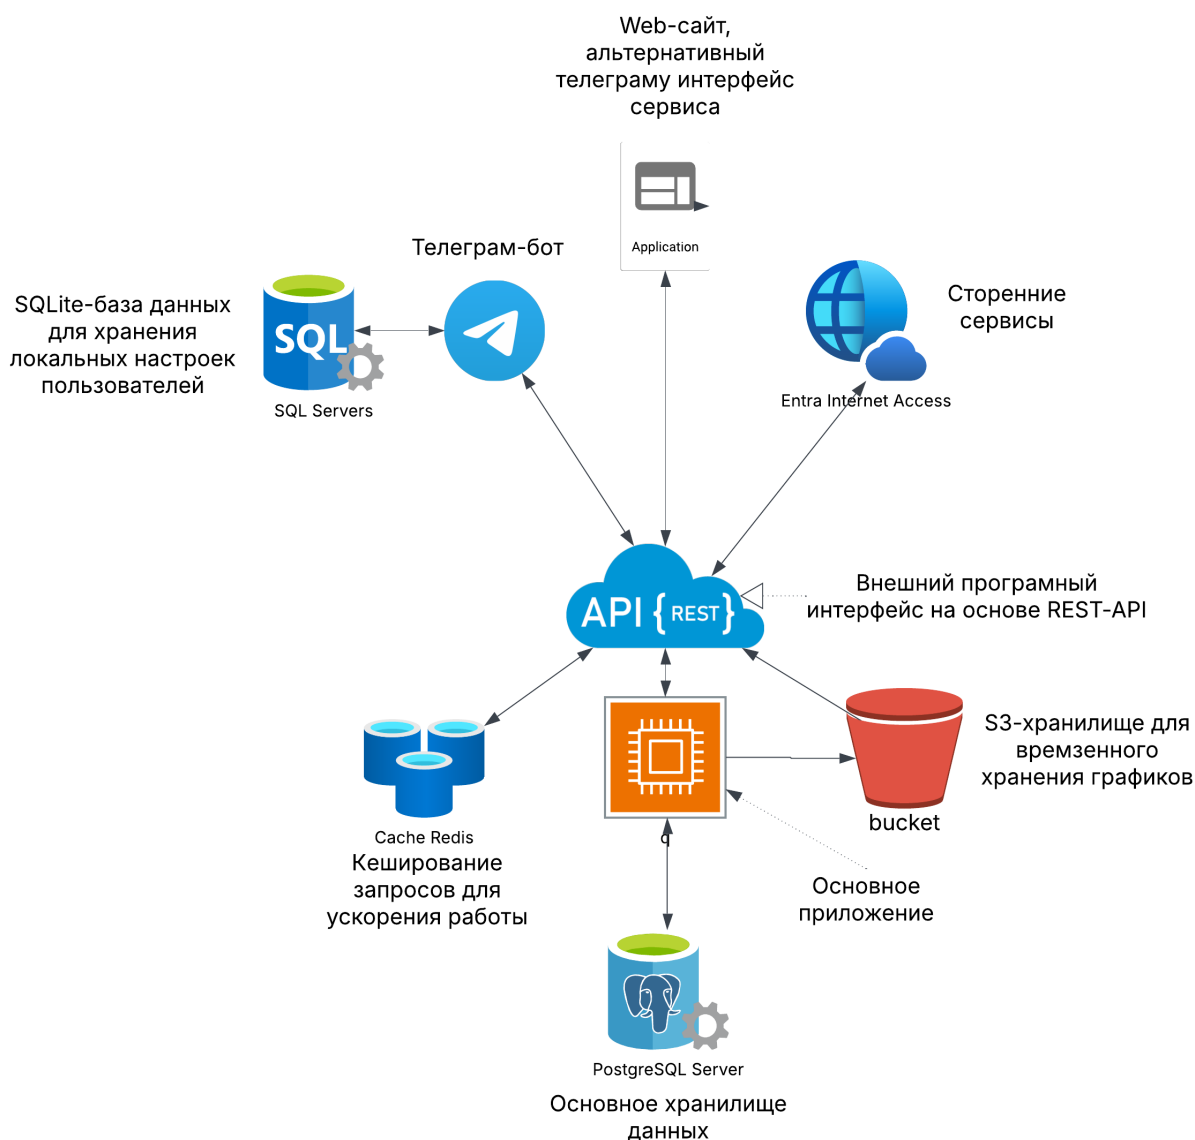 Web-сайт,
альтернативный
телеграму интерфейс
сервиса
Application
Телеграм-бот
SQLite-база данных
для хранения
локальных настроек
пользователей
SQL
SQL Servers
Сторенние
сервисы
Entra Internet Access
API {REST}
Внешний програмный
интерфейс на основе REST-API
S3-хранилище для
времзенного
хранения графиков
bucket
Cache Redis
Кеширование
запросов для
ускорения работы
q
Основное
приложение
PostgreSQL Server
Основное хранилище
данных